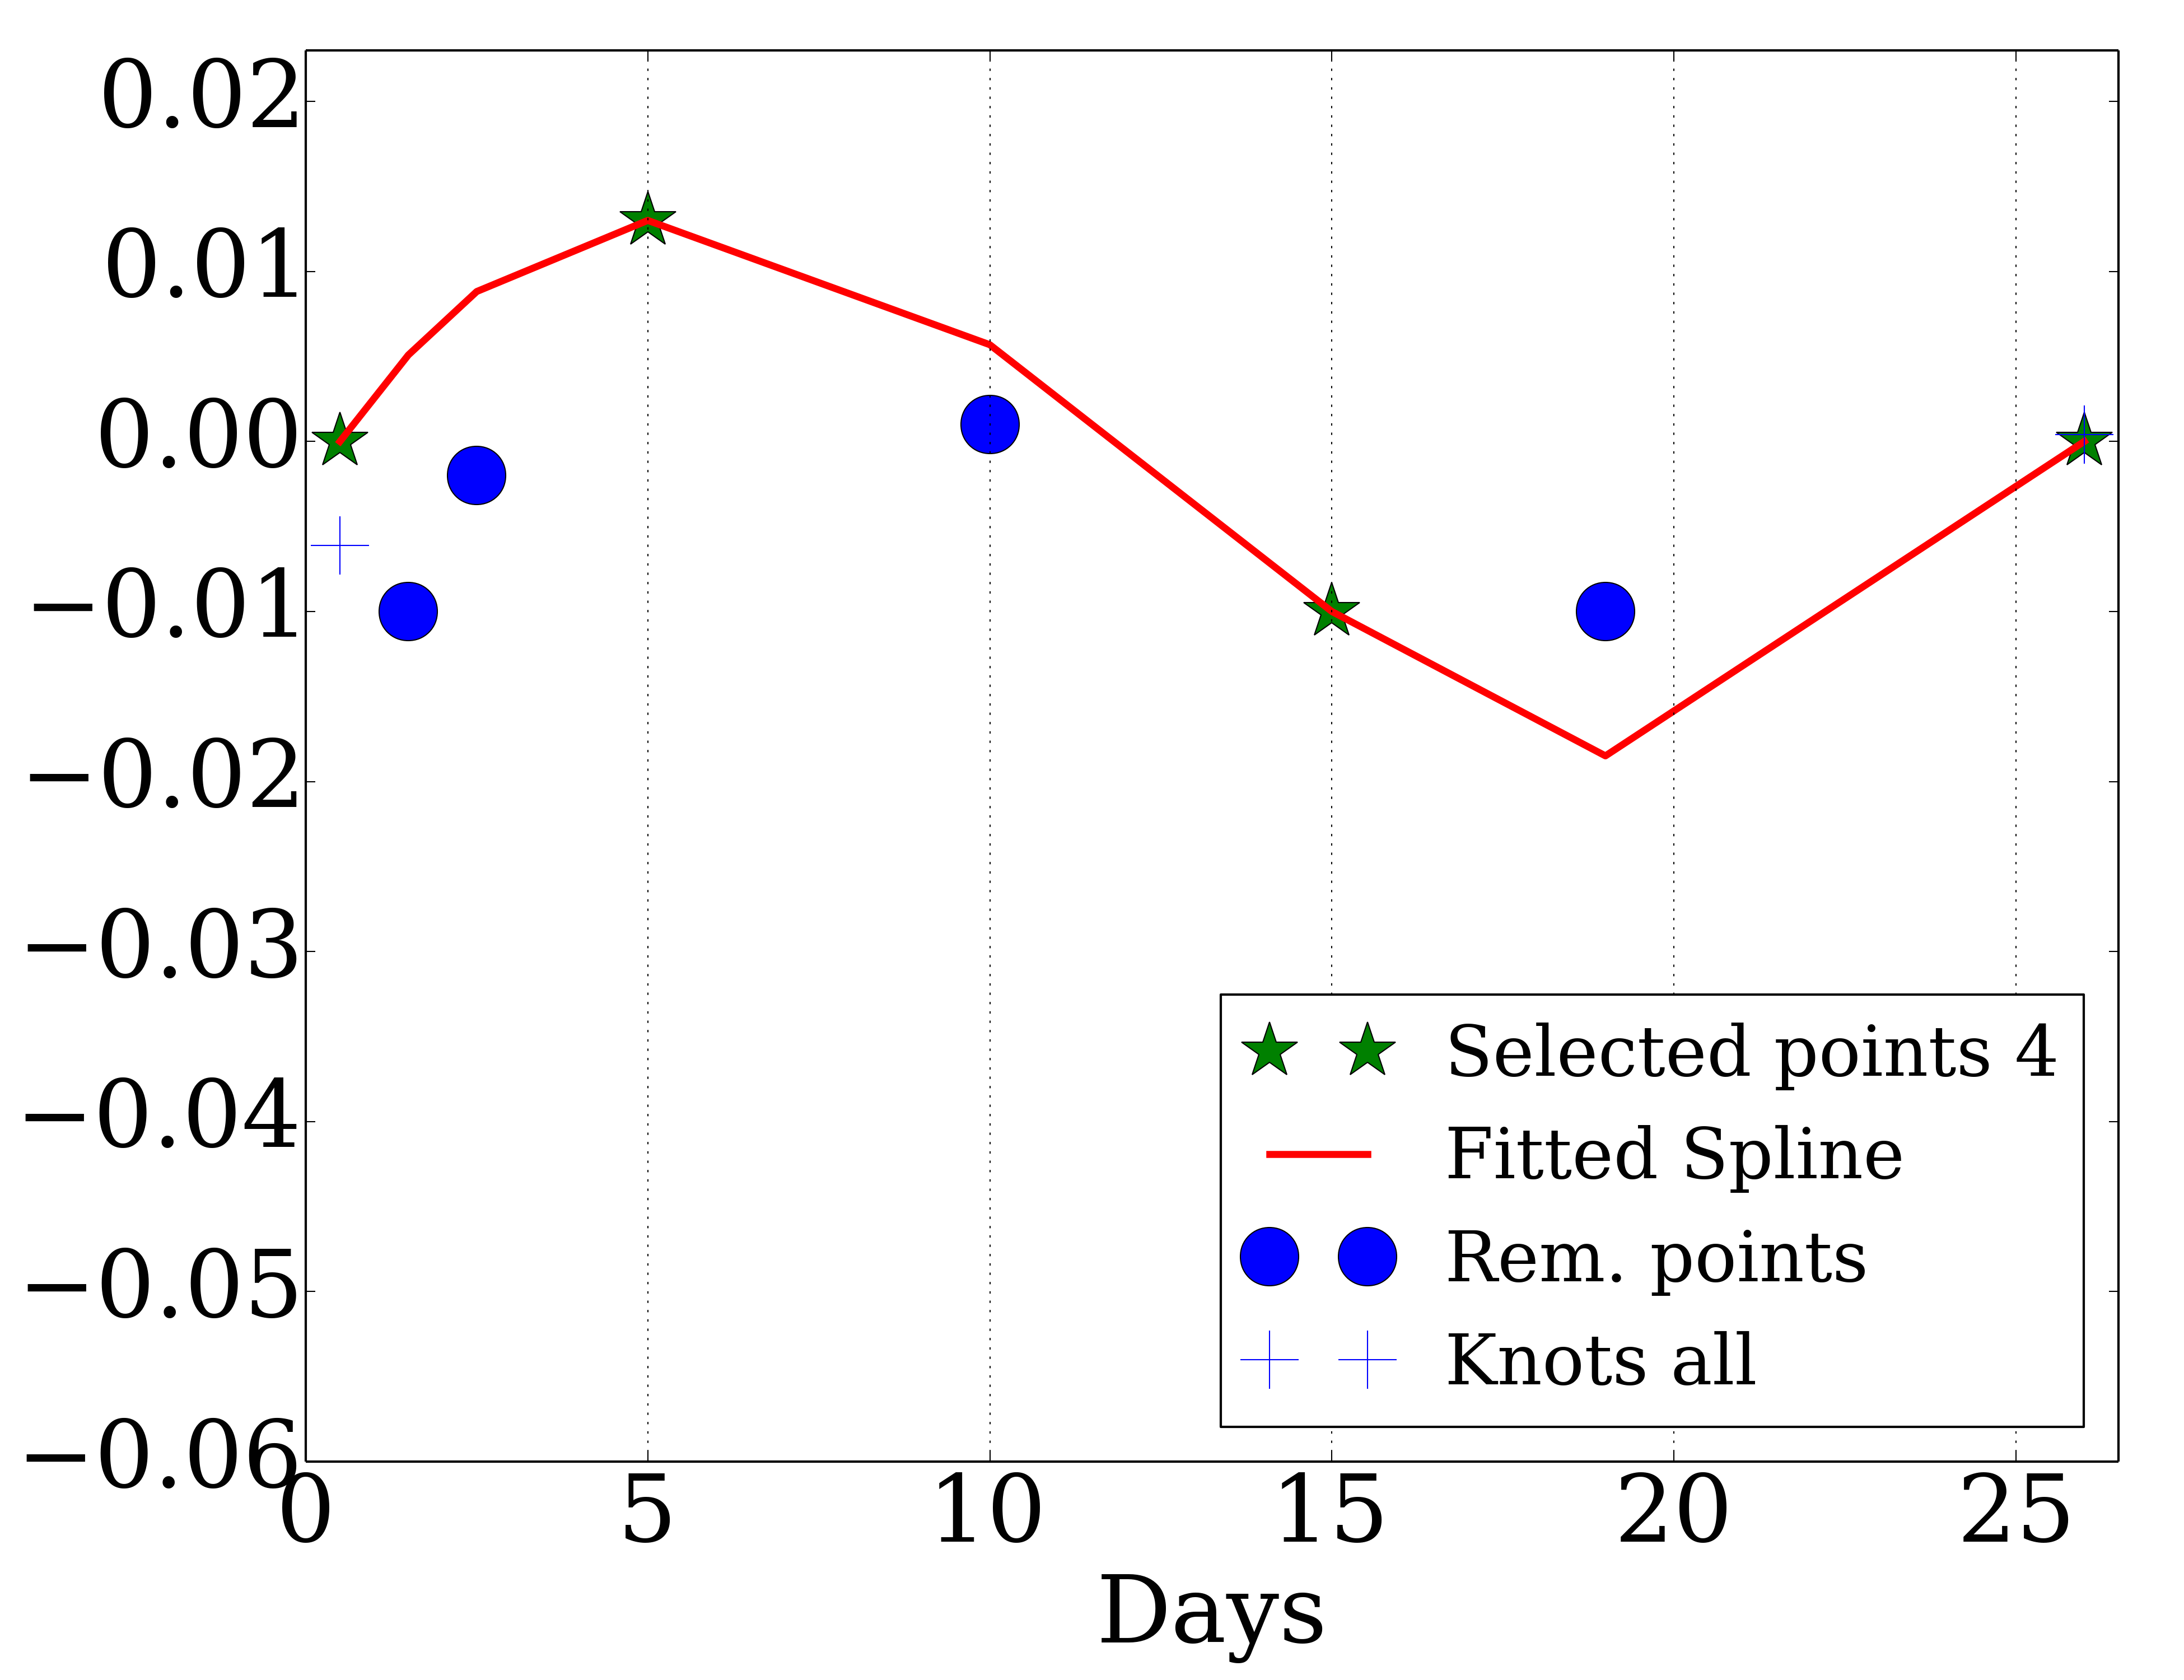 0.02
0.01
0.00
−0.01
−0.02
−0.03
−0.04
−0.05
−0.06
Selected points 4
Fitted Spline
Rem. points
Knots all
0 5 10 15 20 25
Days